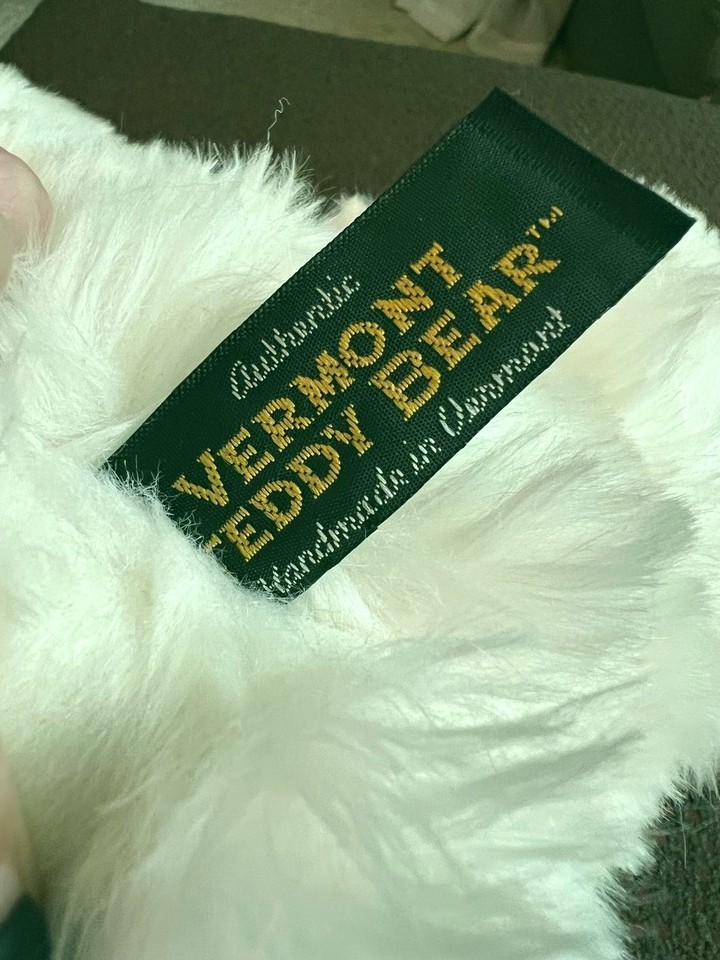 Authentic
VERMONT
TEDDY BEAR™
Handmade in Vermont